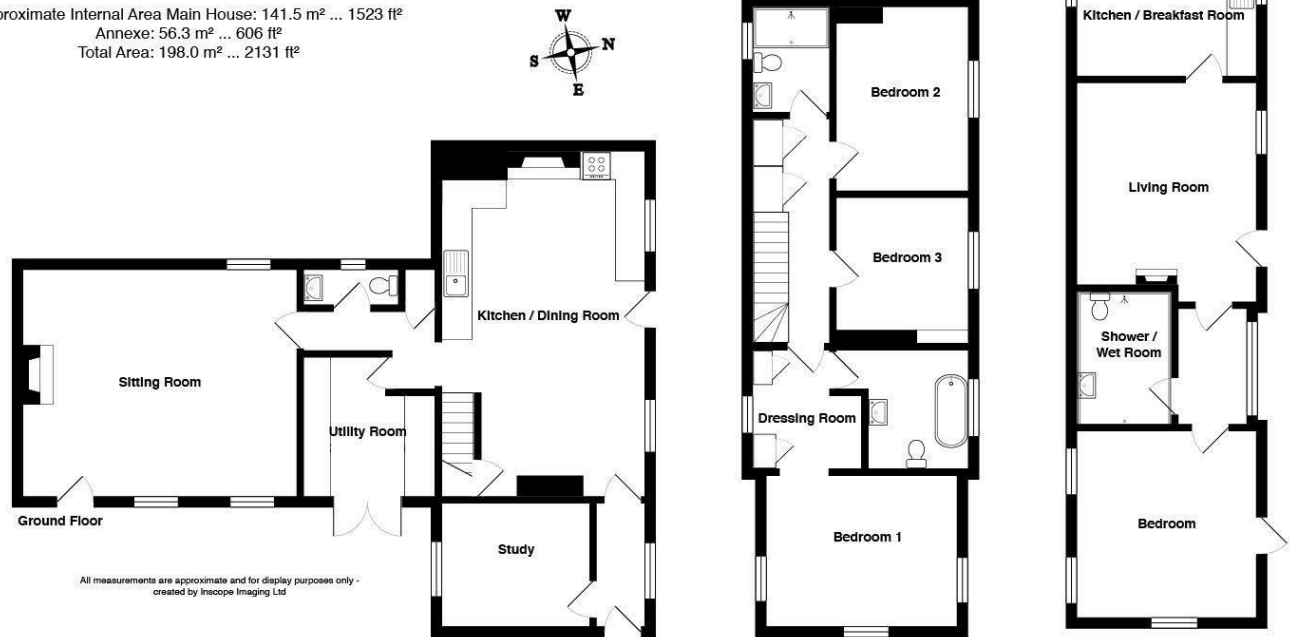 proximate Internal Area Main House: 141.5 m² ... 1523 ft²
Annexe: 56.3 m² ... 606 ft²
Total Area: 198.0 m² ... 2131 ft²
W
N
S
E
Kitchen / Dining Room
Sitting Room
Utility Room
Study
Ground Floor
All measurements are approximate and for display purposes only -
created by Inscope Imaging Ltd
Bedroom 2
Bedroom 3
Dressing Room
Bedroom 1
Kitchen / Breakfast Room
Living Room
Shower /
Wet Room
Bedroom